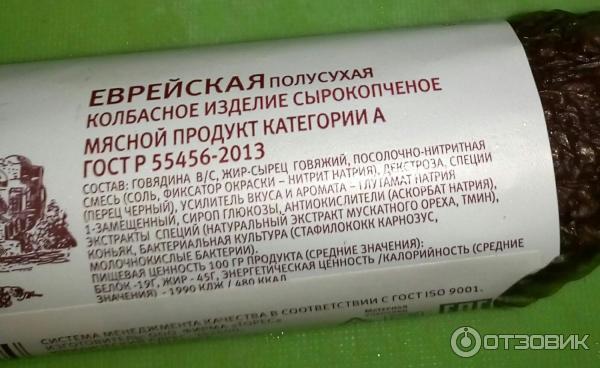 ЕВРЕЙСКАЯ ПОЛУСУХАЯ
КОЛБАСНОЕ ИЗДЕЛИЕ СЫРОКОПЧЕНОЕ
МЯСНОЙ ПРОДУКТ КАТЕГОРИИ А
ГОСТ Р 55456-2013
СОСТАВ: ГОВЯДИНА В/С, ЖИР-СЫРЕЦ ГОВЯЖИЙ, ПОСОЛОЧНО-НИТРИТНАЯ
СМЕСЬ (СОЛЬ, ФИКСАТОР ОКРАСКИ – НИТРИТ НАТРИЯ), ДЕКСТРОЗА, СПЕЦИИ
(ПЕРЕЦ ЧЕРНЫЙ), УСИЛИТЕЛЬ ВКУСА И АРОМАТА – ГЛУТАМАТ НАТРИЯ
1-ЗАМЕЩЕННЫЙ, СИРОП ГЛЮКОЗЫ, АНТИОКИСЛИТЕЛИ (АСКОРБАТ НАТРИЯ),
ЭКСТРАКТЫ СПЕЦИЙ (НАТУРАЛЬНЫЙ ЭКСТРАКТ МУСКАТНОГО ОРЕХА, ТМИН),
КОНЬЯК, БАКТЕРИАЛЬНАЯ КУЛЬТУРА (СТАФИЛОКОКК КАРНОЗУС,
МОЛОЧНОКИСЛЫЕ БАКТЕРИИ).
ПИЩЕВАЯ ЦЕННОСТЬ 100 ГР ПРОДУКТА (СРЕДНИЕ ЗНАЧЕНИЯ):
БЕЛОК -19Г, ЖИР - 45Г, ЭНЕРГЕТИЧЕСКАЯ ЦЕННОСТЬ /КАЛОРИЙНОСТЬ (СРЕДНИЕ
ЗНАЧЕНИЯ) - 1990 КДЖ / 480 ККАЛ
СИСТЕМА МЕНЕДЖМЕНТА КАЧЕСТВА В СООТВЕТСТВИИ С ГОСТ ISO 9001.
ИЗГОТОВИТЕЛЬ ООО ФИРМА «ТОРЕС»
ОТЗОВИК